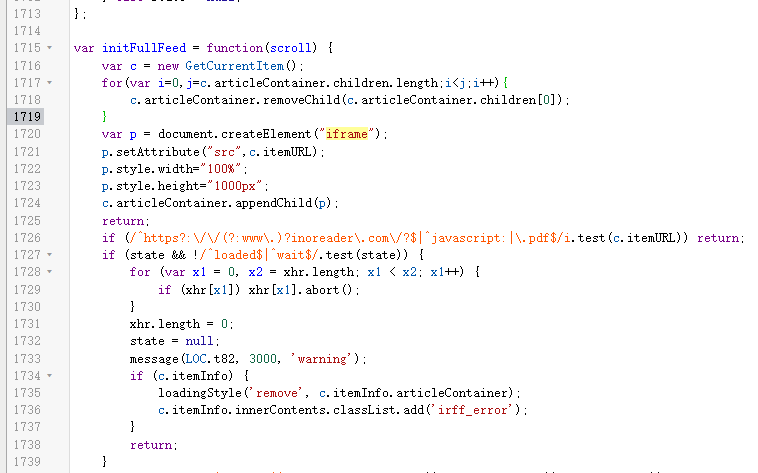 1713 };
1714
1715 var initFullFeed = function(scroll) {
1716 var c = new GetCurrentItem();
1717 for(var i=0,j=c.articleContainer.children.length;i<j;i++){
1718 c.articleContainer.removeChild(c.articleContainer.children[0]);
1719 }
1720 var p = document.createElement("iframe");
1721 p.setAttribute("src",c.itemURL);
1722 p.style.width="100%";
1723 p.style.height="1000px";
1724 c.articleContainer.appendChild(p);
1725 return;
1726 if (/^https?:\/\/(?:www\.)?inoreader\.com\/?$|^javascript:|\.pdf$/i.test(c.itemURL)) return;
1727 if (state && !/^loaded$|^wait$/.test(state)) {
1728 for (var x1 = 0, x2 = xhr.length; x1 < x2; x1++) {
1729 if (xhr[x1]) xhr[x1].abort();
1730 }
1731 xhr.length = 0;
1732 state = null;
1733 message(LOC.t82, 3000, 'warning');
1734 if (c.itemInfo) {
1735 loadingStyle('remove', c.itemInfo.articleContainer);
1736 c.itemInfo.innerContents.classList.add('irff_error');
1737 }
1738 return;
1739 }